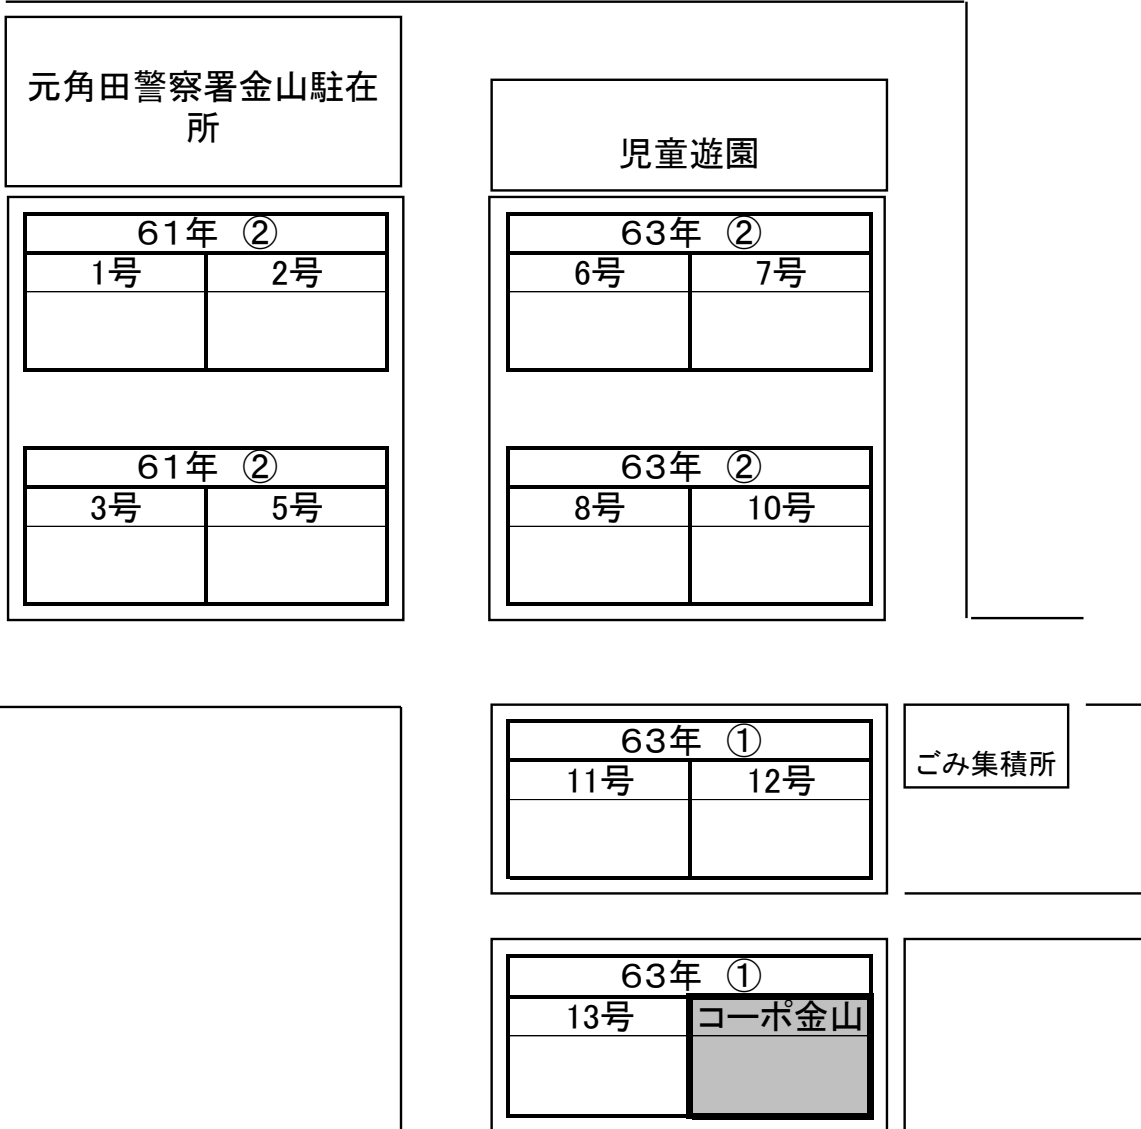 元角田警察署金山駐在
所
児童遊園
61年 ②
1号 2号
63年 ②
6号 7号
61年 ②
3号 5号
63年 ②
8号 10号
63年 ①
11号 12号
ごみ集積所
63年 ①
13号 コーポ金山